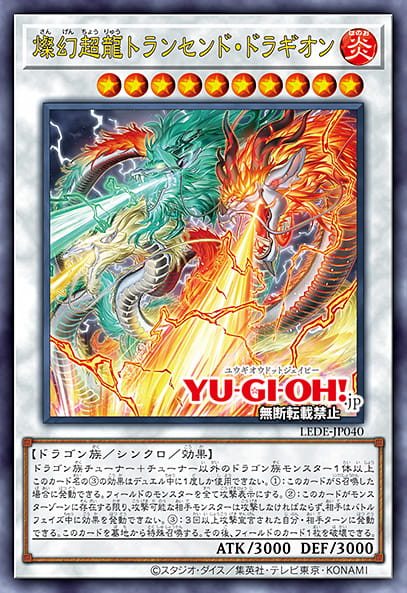 燦幻超龍トランセンド・ドラギオン
炎
ユウギオウドットジェイピー
YU-GI-OH!.jp
無断転載禁止
LEDE-JP040
【ドラゴン族／シンクロ／効果】
ドラゴン族チューナー＋チューナー以外のドラゴン族モンスター1体以上
このカード名の③の効果はデュエル中に1度しか使用できない。①：このカードがS召喚した
場合に発動できる。フィールドのモンスターを全て攻撃表示にする。②：このカードがモンス
ターゾーンに存在する限り、攻撃可能な相手モンスターは攻撃しなければならず、相手はバトル
フェイズ中に効果を発動できない。③：3回以上攻撃宣言された自分・相手ターンに発動
できる。このカードを墓地から特殊召喚する。その後、フィールドのカード1枚を破壊できる。
ATK/3000 DEF/3000
©スタジオ・ダイス／集英社・テレビ東京・KONAMI